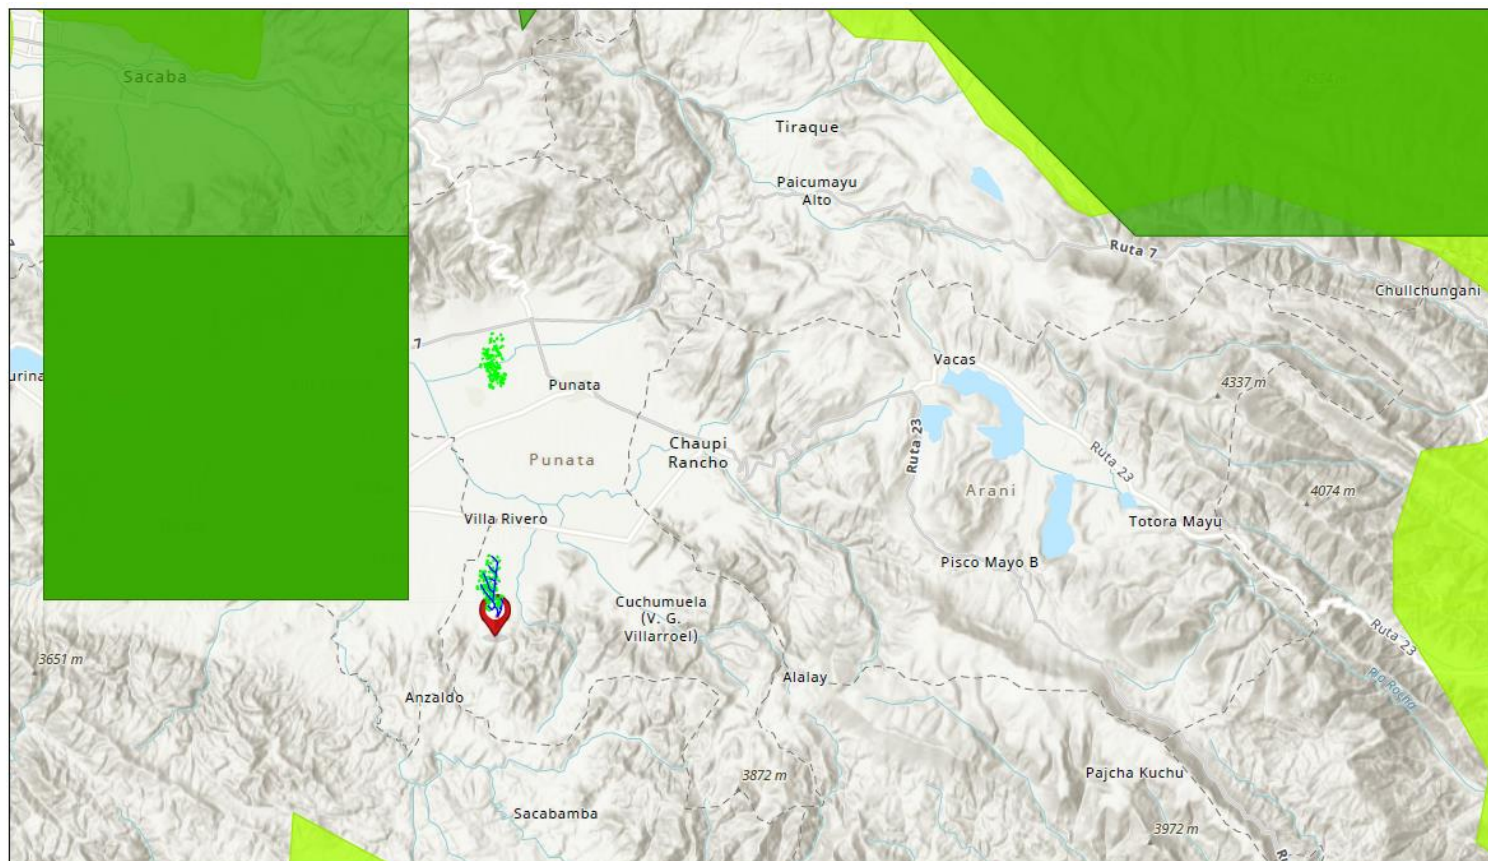 Sacaba
Tiraque
Paicumayu
Alto
Ruta 7
Chullchungani
7
urina
Vacas
4337 m
Punata
Ruta 23
Chaupi
Rancho
Punata
Ruta 23
Arani
4074 m
Villa Rivero
Totora Mayu
Pisco Mayo B
Cuchumuela
(V. G.
Villarroel)
Ruta 23
3651 m
Alalay
Rio Rocha
Anzaldo
3872 m
Pajcha Kuchu
Sacabamba
3972 m